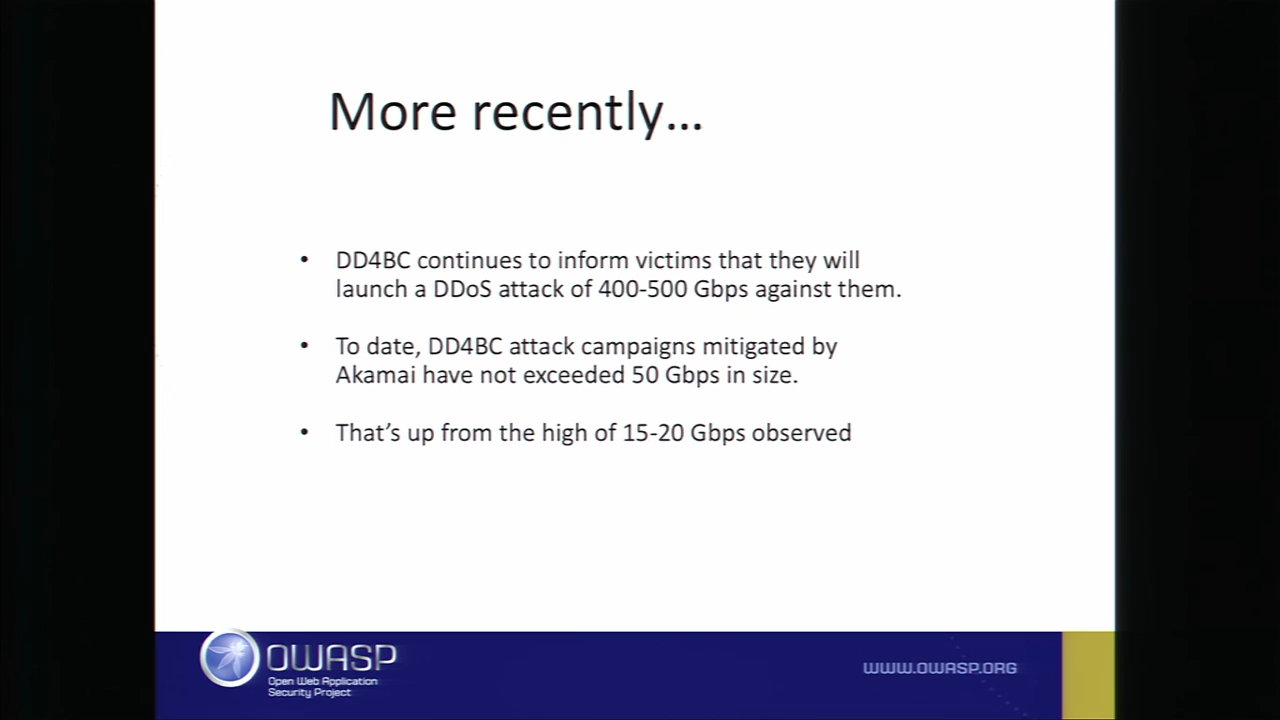 More recently...
• DD4BC continues to inform victims that they will
launch a DDoS attack of 400-500 Gbps against them.
• To date, DD4BC attack campaigns mitigated by
Akamai have not exceeded 50 Gbps in size.
• That's up from the high of 15-20 Gbps observed
OWASP
Open Web Application
Security Project
WWW.OWASP.ORG